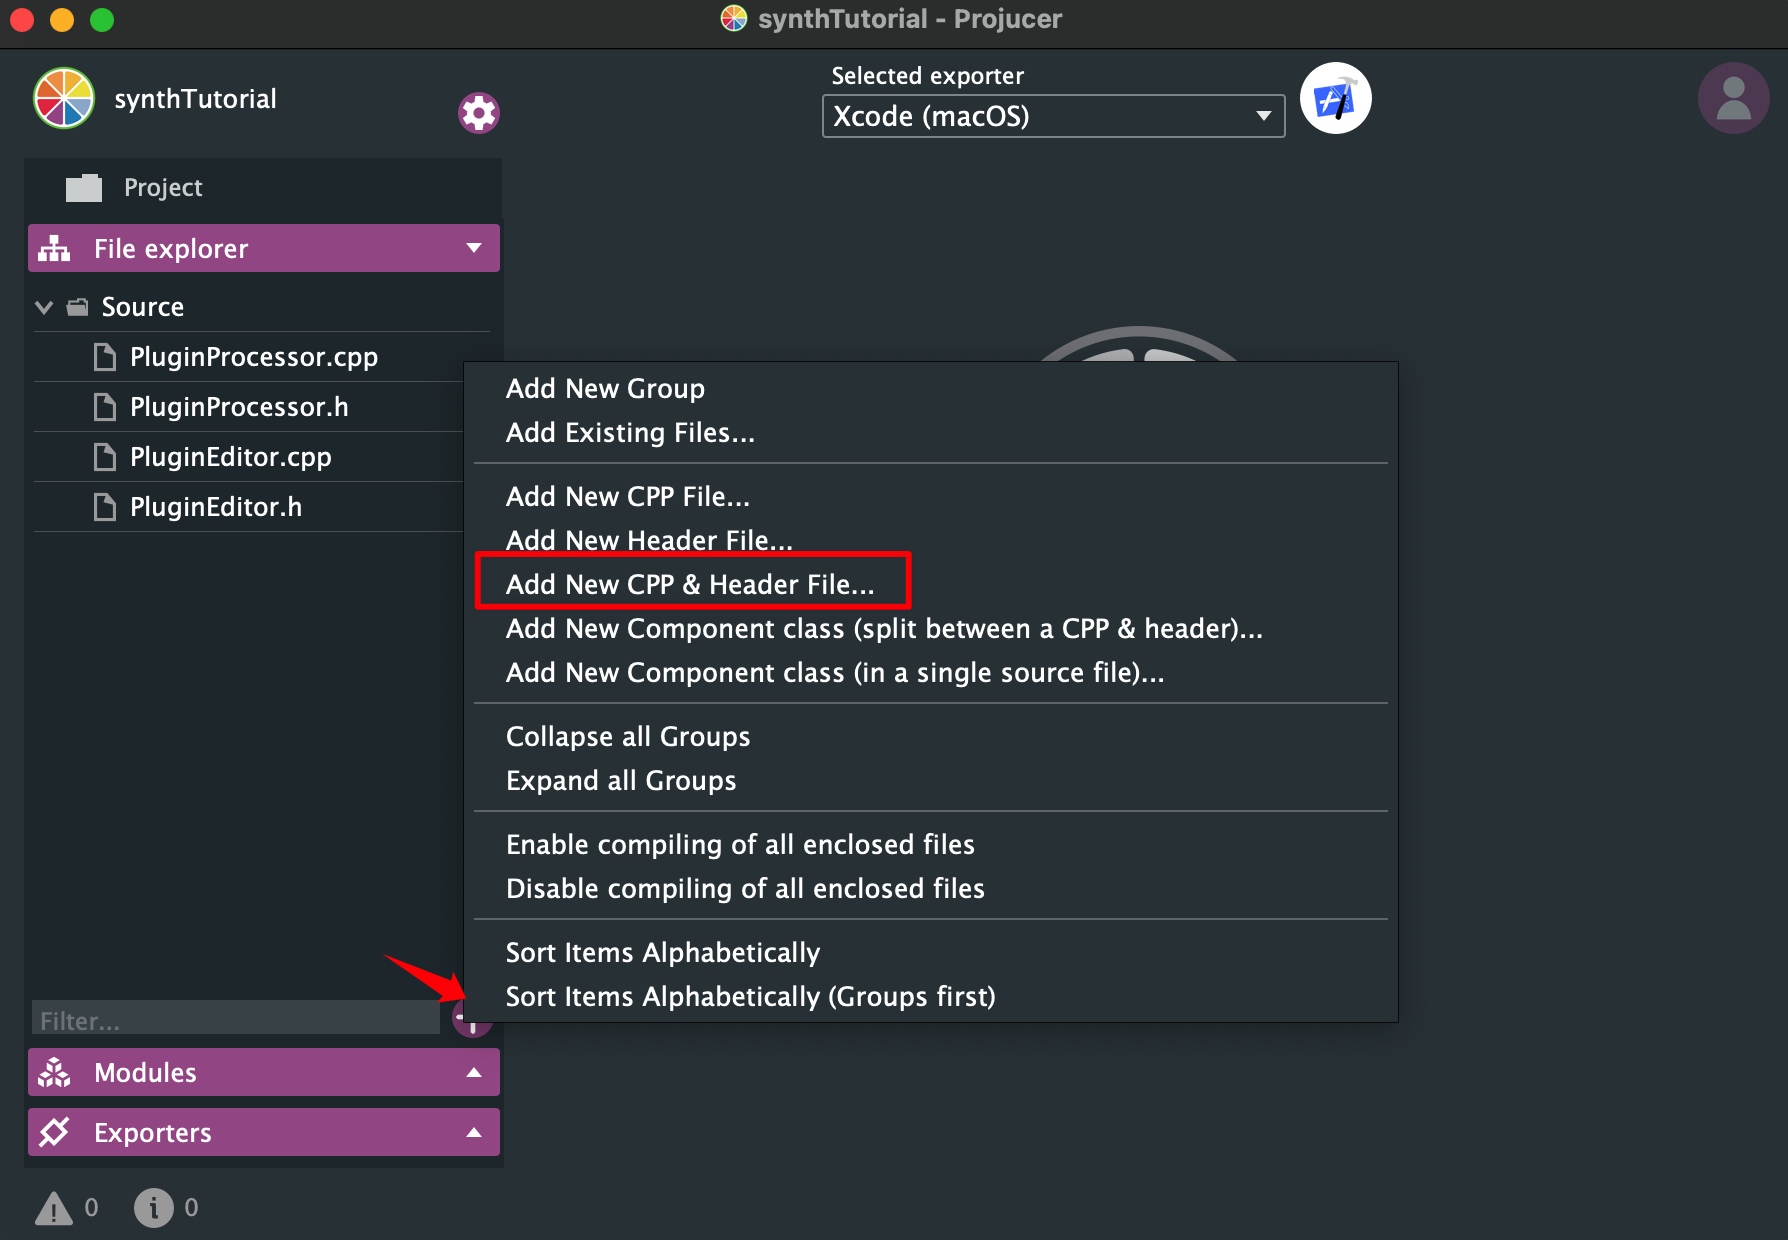 synthTutorial - Projucer
synthTutorial
Selected exporter
Xcode (macOS)
Project
File explorer
Source
PluginProcessor.cpp
PluginProcessor.h
PluginEditor.cpp
PluginEditor.h
Add New Group
Add Existing Files...
Add New CPP File...
Add New Header File...
Add New CPP & Header File...
Add New Component class (split between a CPP & header)...
Add New Component class (in a single source file)...
Collapse all Groups
Expand all Groups
Enable compiling of all enclosed files
Disable compiling of all enclosed files
Sort Items Alphabetically
Sort Items Alphabetically (Groups first)
Filter...
Modules
Exporters
0
0